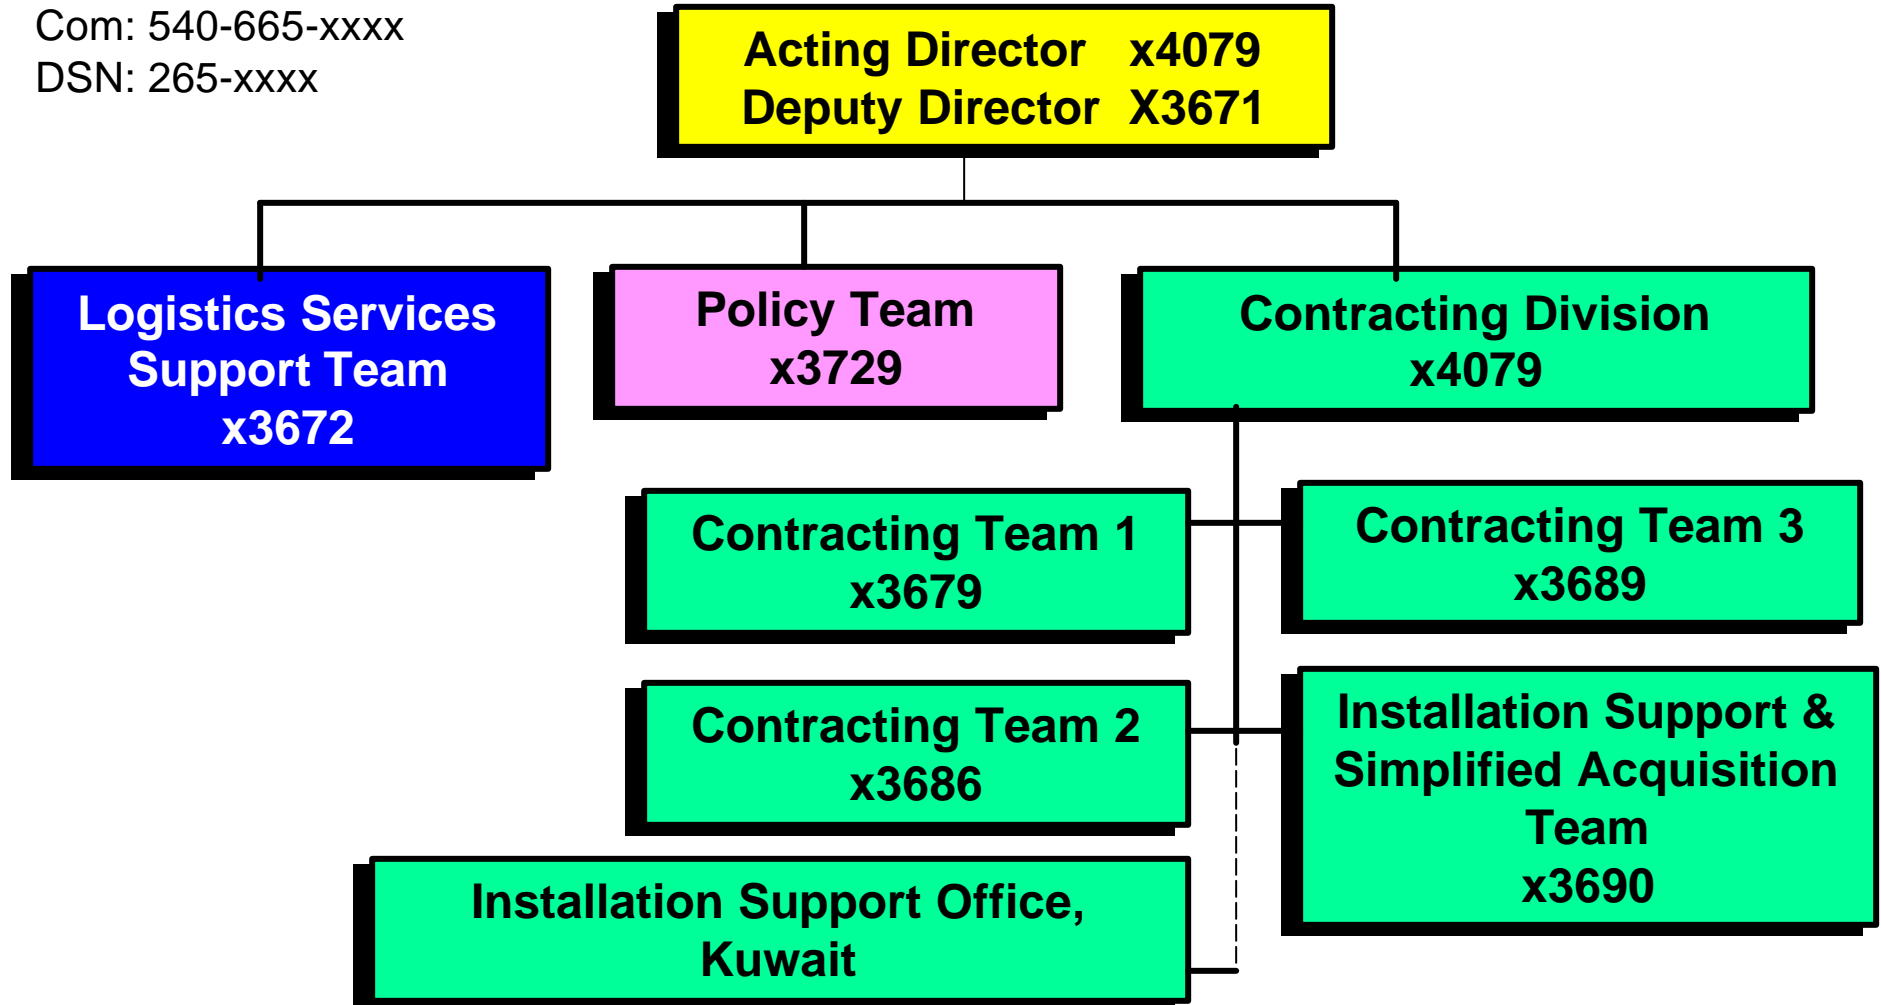 Com: 540-665-xxxx
DSN: 265-xxxx
Acting Director x4079
Deputy Director X3671
Logistics Services
Support Team
x3672
Policy Team
x3729
Contracting Division
x4079
Contracting Team 1
x3679
Contracting Team 3
x3689
Contracting Team 2
x3686
Installation Support &
Simplified Acquisition
Team
x3690
Installation Support Office,
Kuwait